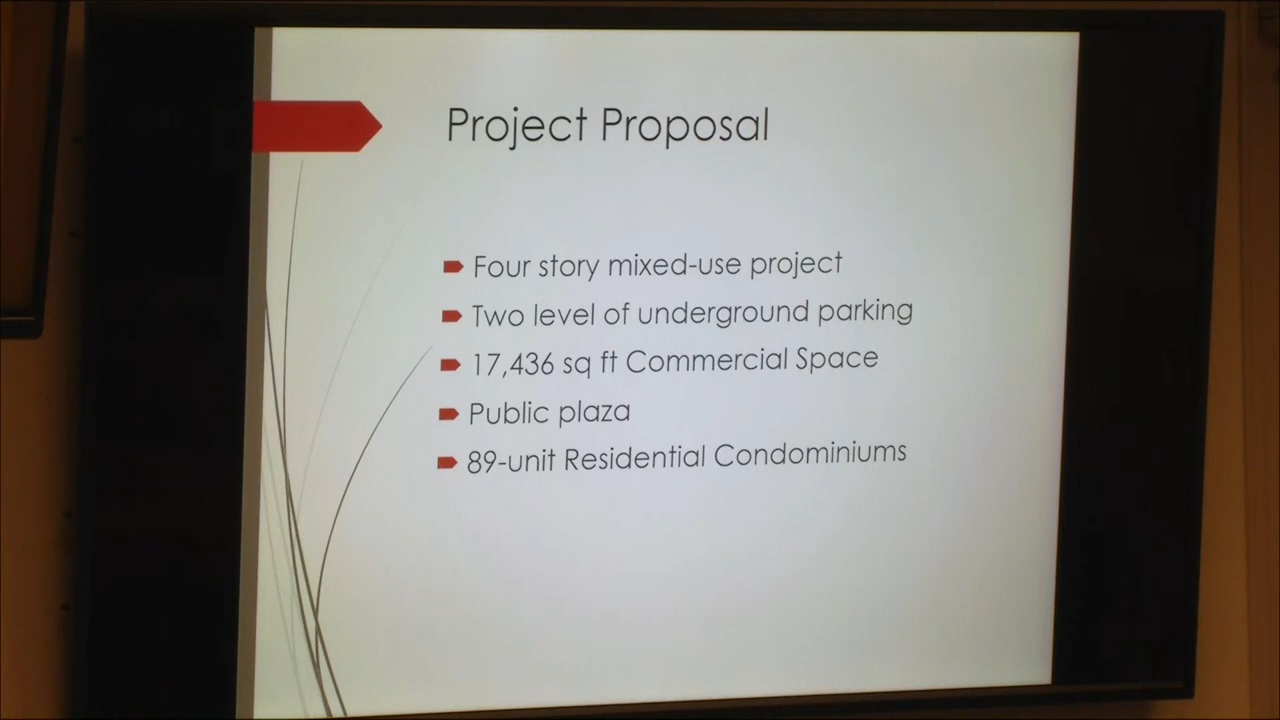 Project Proposal
Four story mixed-use project
Two level of underground parking
17,436 sq ft Commercial Space
Public plaza
89-unit Residential Condominiums